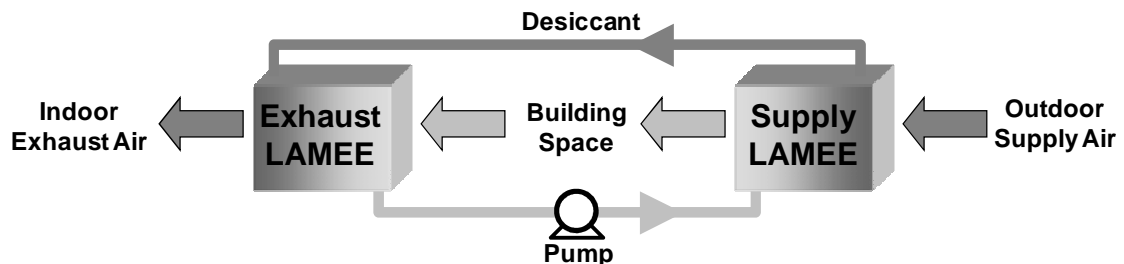 Desiccant
Indoor
Exhaust Air
Exhaust
LAMEE
Building
Space
Supply
LAMEE
Outdoor
Supply Air
Pump